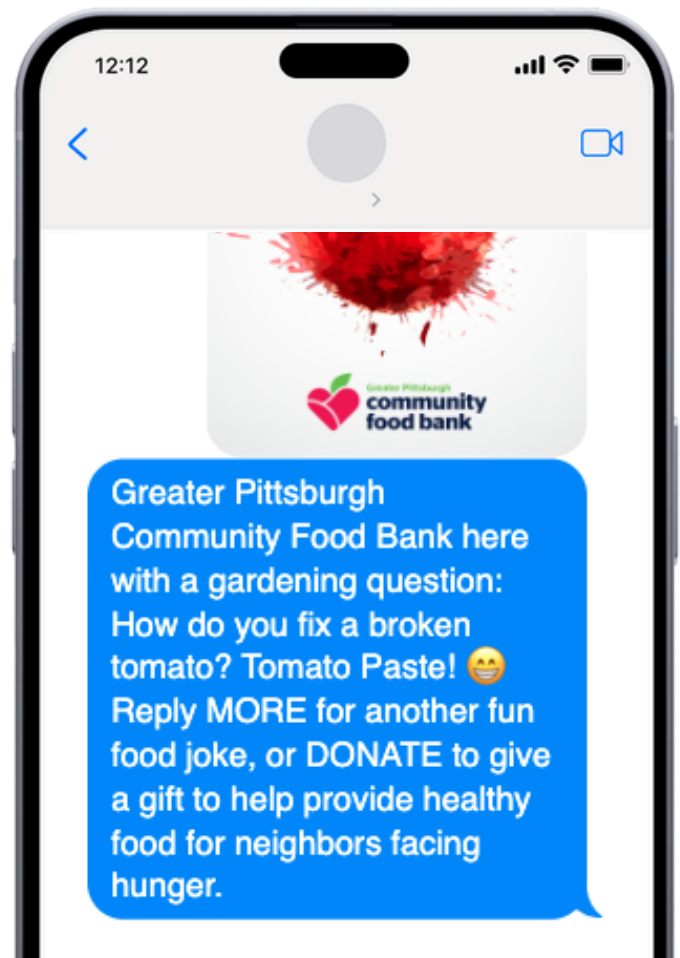 12:12
Greater Pittsburgh
community
food bank
Greater Pittsburgh
Community Food Bank here
with a gardening question:
How do you fix a broken
tomato? Tomato Paste! 😁
Reply MORE for another fun
food joke, or DONATE to give
a gift to help provide healthy
food for neighbors facing
hunger.